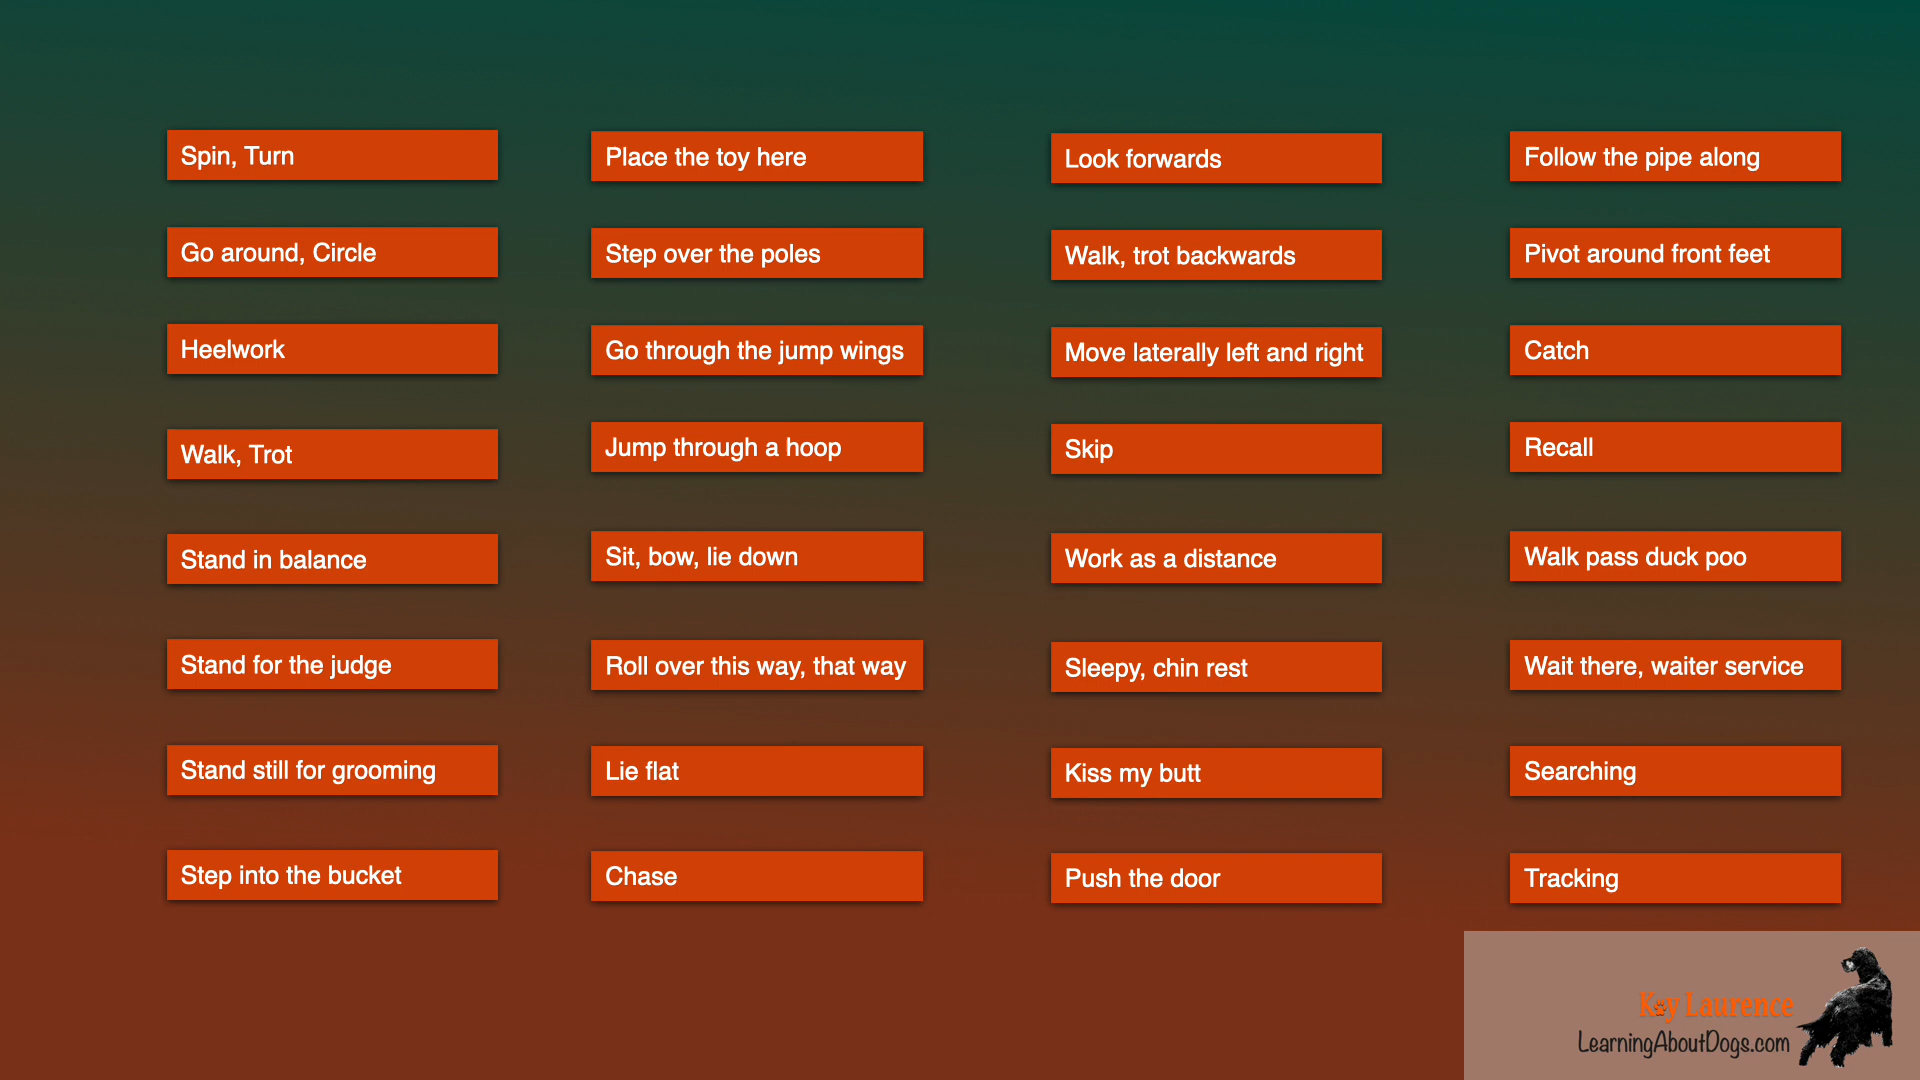 Spin, Turn
Go around, Circle
Heelwork
Walk, Trot
Stand in balance
Stand for the judge
Stand still for grooming
Step into the bucket
Place the toy here
Step over the poles
Go through the jump wings
Jump through a hoop
Sit, bow, lie down
Roll over this way, that way
Lie flat
Chase
Look forwards
Walk, trot backwards
Move laterally left and right
Skip
Work as a distance
Sleepy, chin rest
Kiss my butt
Push the door
Follow the pipe along
Pivot around front feet
Catch
Recall
Walk pass duck poo
Wait there, waiter service
Searching
Tracking
Kay Laurence
LearningAboutDogs.com